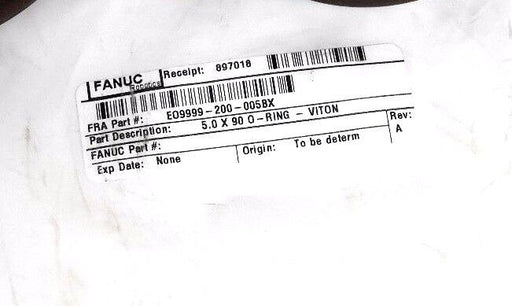 FANUC Robotics Receipt: 897018
FRA Part #: EO9999-200-005BX
Part Description: 5.0 X 90 O-RING - VITON
FANUC Part #: Rev:
A
Exp Date: None Origin: To be determ